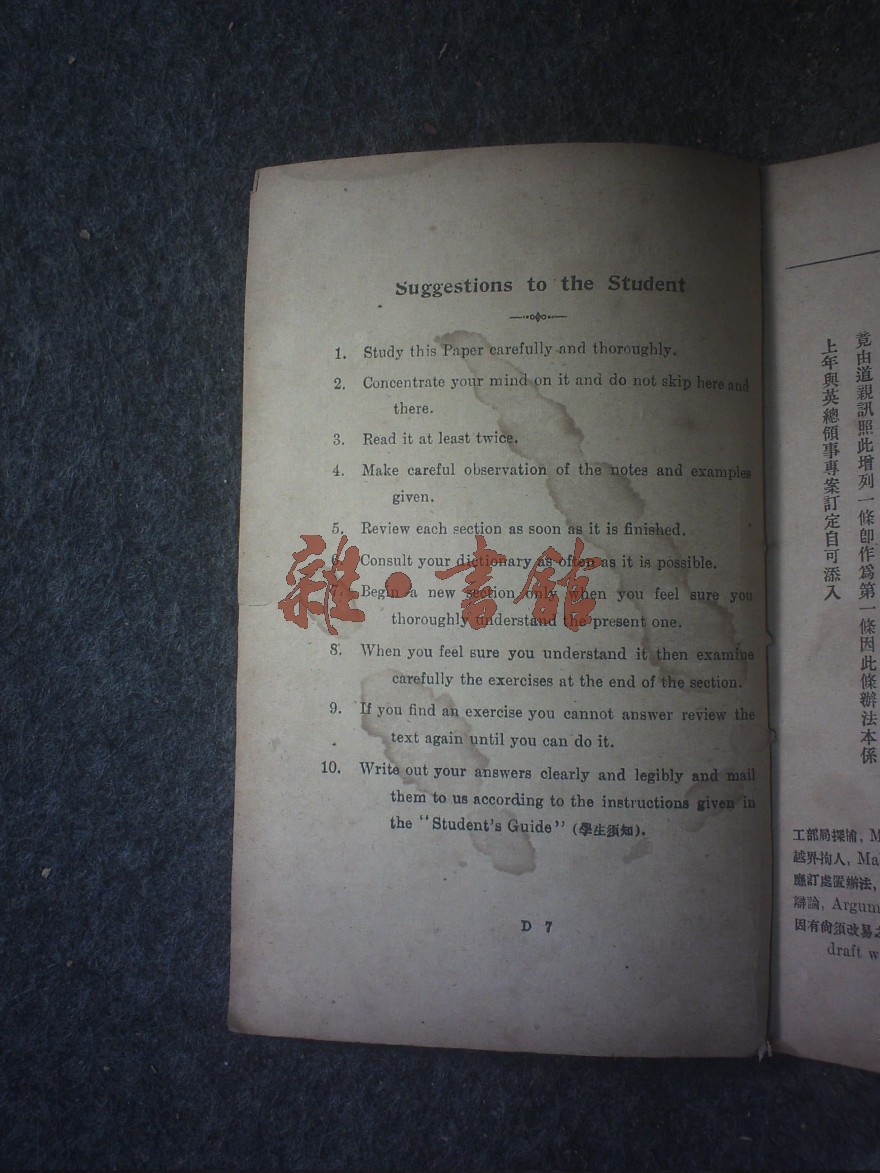 Suggestions to the Student
1. Study this Paper carefully and thoroughly.
2. Concentrate your mind on it and do not skip here and
there.
3. Read it at least twice.
4. Make careful observation of the notes and examples
given.
5. Review each section as soon as it is finished.
6. Consult your dictionary as often as it is possible.
7. Begin a new section only when you feel sure you
thoroughly understand the present one.
8. When you feel sure you understand it then examine
carefully the exercises at the end of the section.
9. If you find an exercise you cannot answer review the
text again until you can do it.
10. Write out your answers clearly and legibly and mail
them to us according to the instructions given in
the "Student's Guide" (學生須知).
D 7
雜·書館
竟由道親訊照此增列一條卽作爲第一條因此條辦法本係
上年與英總領事專案訂定自可添入
工部局探捕, M
越界拘人, Ma
應訂處置辦法,
辯論, Argum
因有尙須改易之
draft w